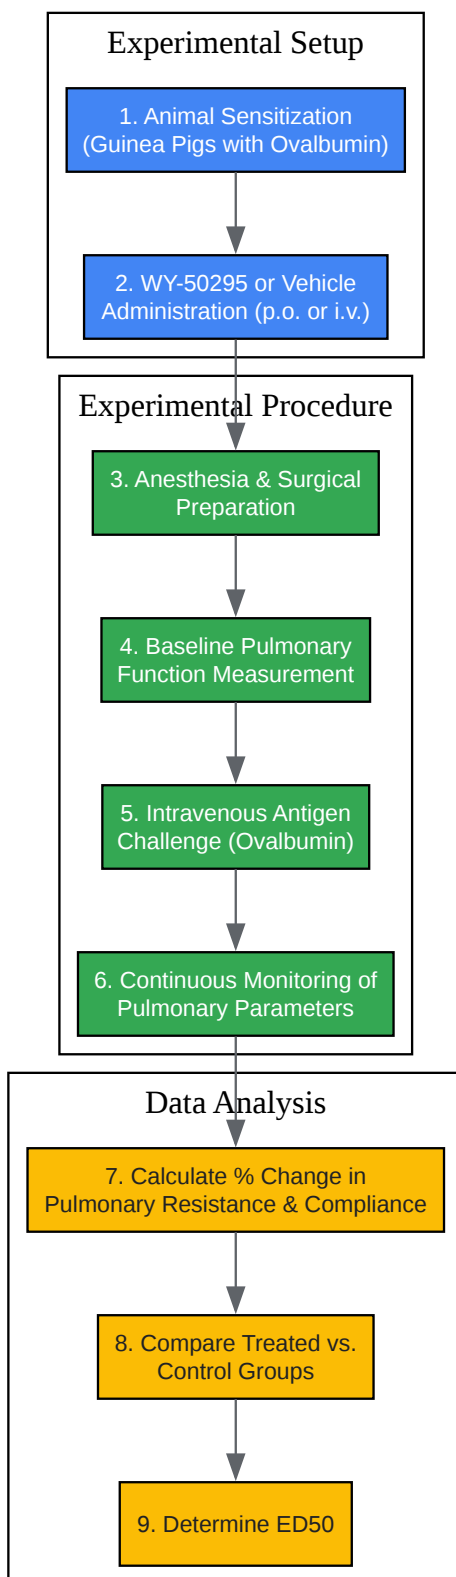 Experimental Setup
1. Animal Sensitization
(Guinea Pigs with Ovalbumin)
2. WY-50295 or Vehicle
Administration (p.o. or i.v.)
Experimental Procedure
3. Anesthesia & Surgical
Preparation
4. Baseline Pulmonary
Function Measurement
5. Intravenous Antigen
Challenge (Ovalbumin)
6. Continuous Monitoring of
Pulmonary Parameters
Data Analysis
7. Calculate % Change in
Pulmonary Resistance & Compliance
8. Compare Treated vs.
Control Groups
9. Determine ED50